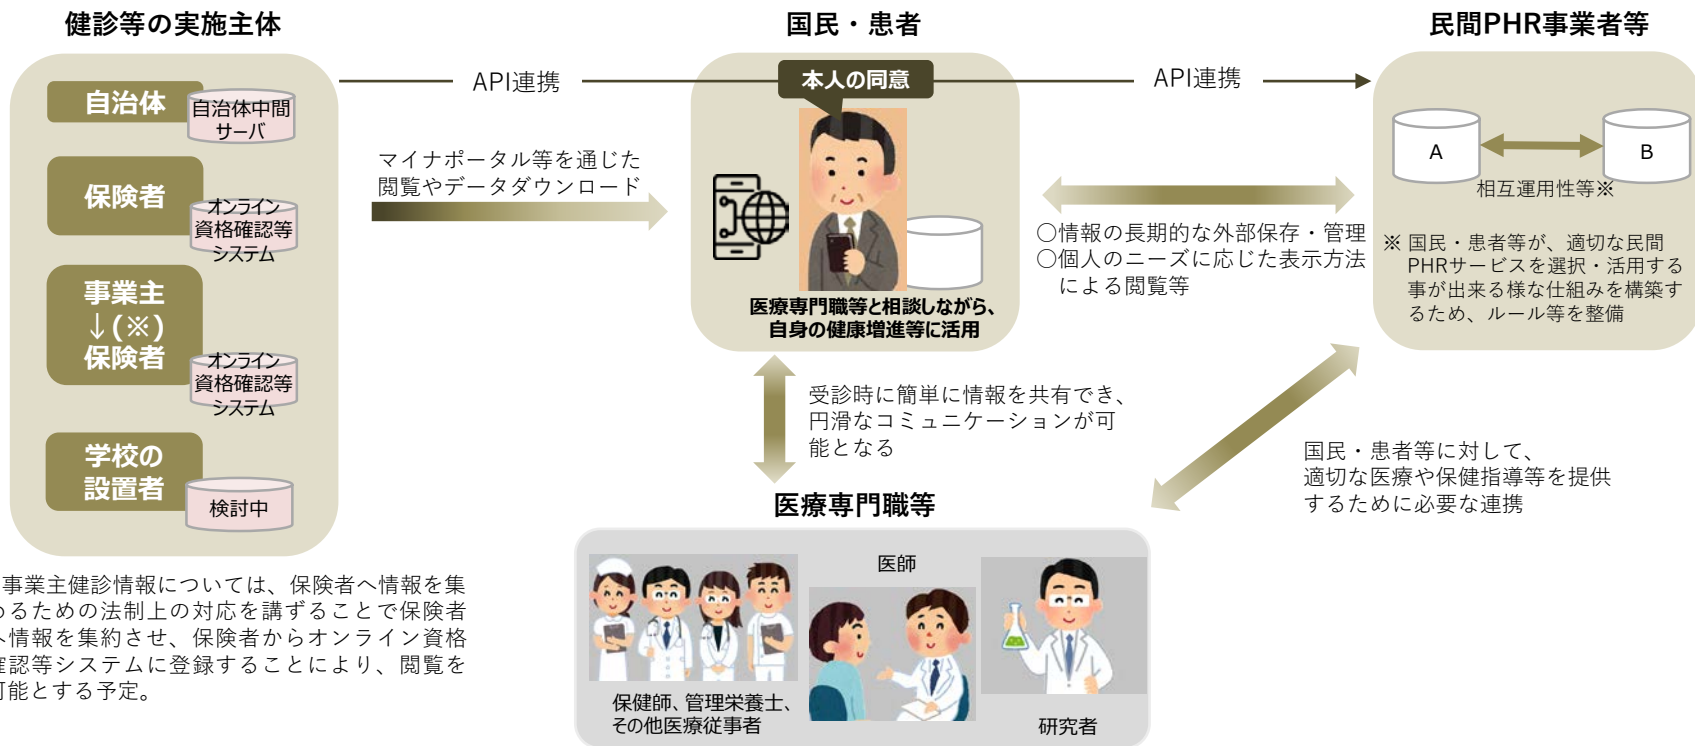 健診等の実施主体
国民・患者
民間PHR事業者等
自治体
自治体中間
サーバ
保険者
オンライン
資格確認等
システム
事業主
↓(※)
保険者
オンライン
資格確認等
システム
学校の
設置者
検討中
API連携
本人の同意
API連携
マイナポータル等を通じた
閲覧やデータダウンロード
医療専門職等と相談しながら、
自身の健康増進等に活用
○情報の長期的な外部保存・管理
○個人のニーズに応じた表示方法
による閲覧等
A
B
相互運用性等※
※ 国民・患者等が、適切な民間
PHRサービスを選択・活用する
事が出来る様な仕組みを構築す
るため、ルール等を整備
受診時に簡単に情報を共有でき、
円滑なコミュニケーションが可
能となる
国民・患者等に対して、
適切な医療や保健指導等を提供
するために必要な連携
医療専門職等
医師
保健師、管理栄養士、
その他医療従事者
研究者
事業主健診情報については、保険者へ情報を集
めるための法制上の対応を講ずることで保険者
へ情報を集約させ、保険者からオンライン資格
確認等システムに登録することにより、閲覧を
可能とする予定。